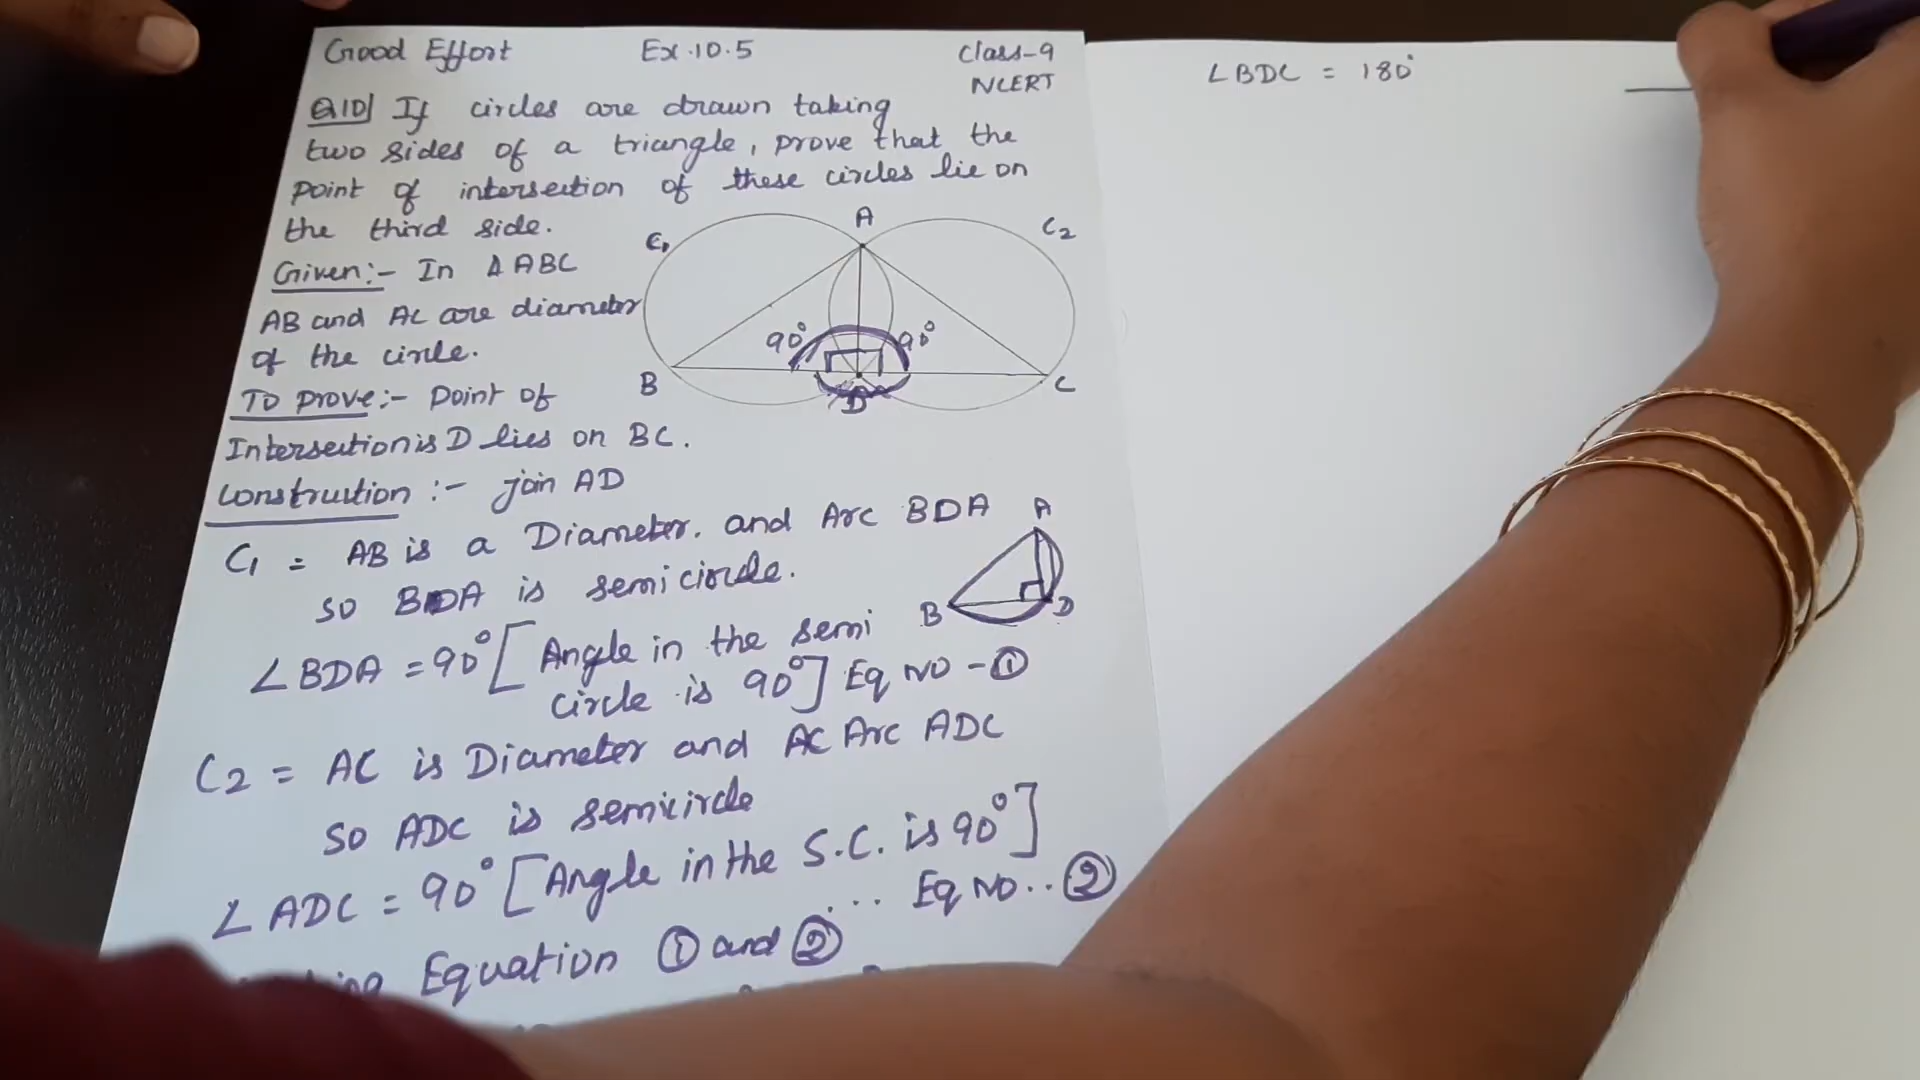 Good Effort Ex.10.5 Class-9
NCERT
Q10) If circles are drawn taking
two sides of a triangle, prove that the
point of intersection of these circles lie on
the third side.
A
C1
C2
Given:- In Δ ABC
AB and AC are diameter
of the circle.
90° 90°
B
D
C
To prove:- Point of
Intersection is D lies on BC.
Construction :- join AD
C1 = AB is a Diameter. and Arc BDA
so BDA is semicircle.
A
B
D
∠BDA = 90° [Angle in the semi
circle is 90°] Eq NO - ①
C2 = AC is Diameter and AC Arc ADC
so ADC is semicircle
∠ADC = 90° [Angle in the S.C. is 90°]
... Eq NO.. ②
Equation ① and ②
∠BDC = 180°